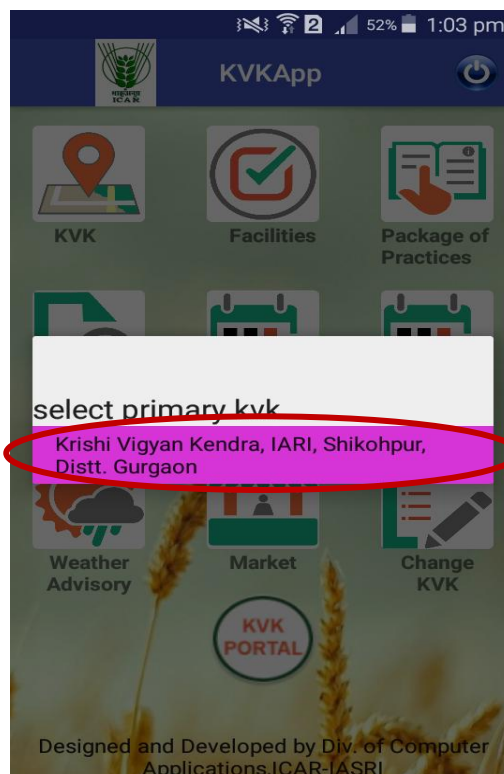 2 52% 1:03 pm
KVKApp
भाकृअनुप
ICAR
KVK
Facilities
Package of
Practices
select primary kvk
Krishi Vigyan Kendra, IARI, Shikohpur,
Distt. Gurgaon
Weather
Advisory
Market
Change
KVK
KVK
PORTAL
Designed and Developed by Div. of Computer
Applications,ICAR-IASRI